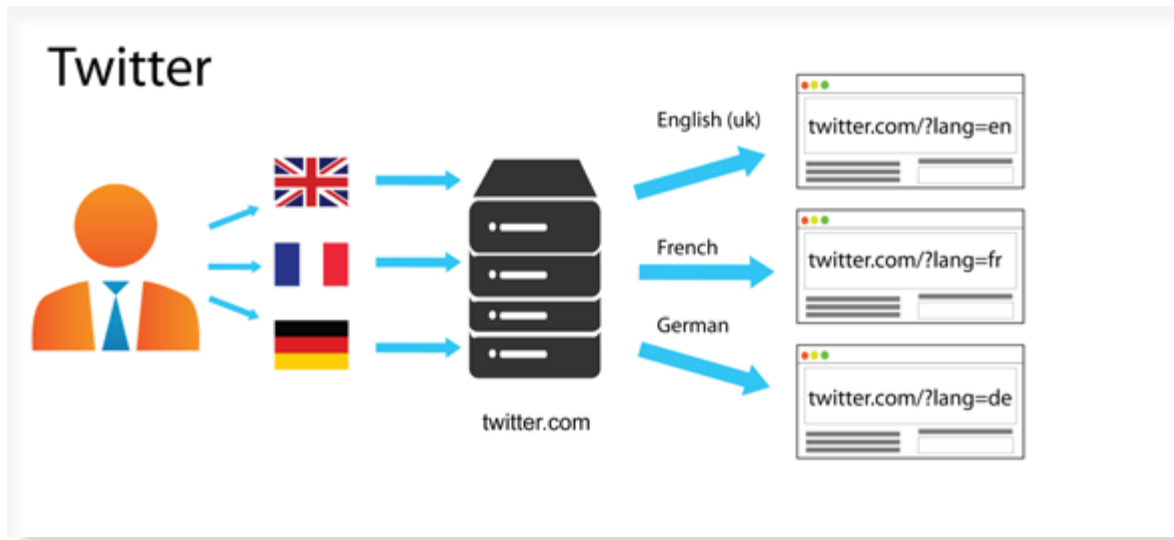 Twitter
English (uk)
twitter.com/?lang=en
French
twitter.com/?lang=fr
German
twitter.com/?lang=de
twitter.com